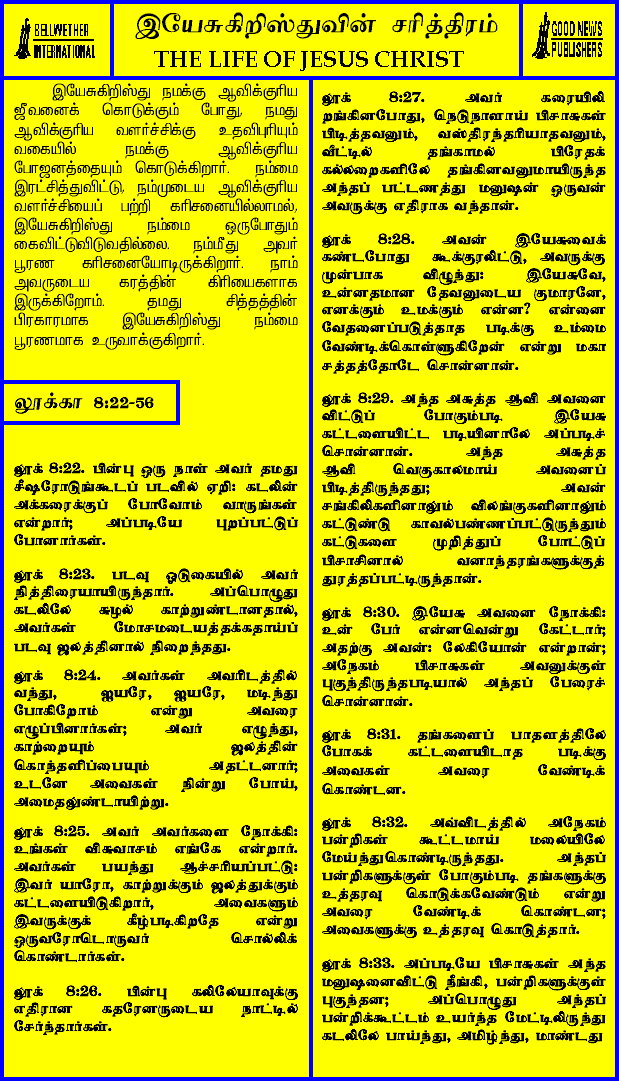 BELLWETHER
INTERNATIONAL
இயேசுகிறிஸ்துவின் சரித்திரம்
THE LIFE OF JESUS CHRIST
GOOD NEWS
PUBLISHERS
இயேசுகிறிஸ்து நமக்கு ஆவிக்குரிய
ஜீவனைக் கொடுக்கும் போது, நமது
ஆவிக்குரிய வளர்ச்சிக்கு உதவிபுரியும்
வகையில் நமக்கு ஆவிக்குரிய
போஜனத்தையும் கொடுக்கிறார். நம்மை
இரட்சித்துவிட்டு, நம்முடைய ஆவிக்குரிய
வளர்ச்சியைப் பற்றி கரிசனையில்லாமல்,
இயேசுகிறிஸ்து நம்மை ஒருபோதும்
கைவிட்டுவிடுவதில்லை. நம்மீது அவர்
பூரண கரிசனையோடிருக்கிறார். நாம்
அவருடைய கரத்தின் கிரியைகளாக
இருக்கிறோம். தமது சித்தத்தின்
பிரகாரமாக இயேசுகிறிஸ்து நம்மை
பூரணமாக உருவாக்குகிறார்.
லூக்கா 8:22-56
லூக் 8:22. பின்பு ஒரு நாள் அவர் தமது
சீஷரோடுங்கூடப் படவில் ஏறி: கடலின்
அக்கரைக்குப் போவோம் வாருங்கள்
என்றார்; அப்படியே புறப்பட்டுப்
போனார்கள்.
லூக் 8:23. படவு ஓடுகையில் அவர்
நித்திரையாயிருந்தார். அப்பொழுது
கடலிலே சுழல் காற்றுண்டானதால்,
அவர்கள் மோசமடையத்தக்கதாய்ப்
படவு ஜலத்தினால் நிறைந்தது.
லூக் 8:24. அவர்கள் அவரிடத்தில்
வந்து, ஐயரே, ஐயரே, மடிந்து
போகிறோம் என்று அவரை
எழுப்பினார்கள்; அவர் எழுந்து,
காற்றையும் ஜலத்தின்
கொந்தளிப்பையும் அதட்டினார்;
உடனே அவைகள் நின்று போய்,
அமைதலுண்டாயிற்று.
லூக் 8:25. அவர் அவர்களை நோக்கி:
உங்கள் விசுவாசம் எங்கே என்றார்.
அவர்கள் பயந்து ஆச்சரியப்பட்டு:
இவர் யாரோ, காற்றுக்கும் ஜலத்துக்கும்
கட்டளையிடுகிறார், அவைகளும்
இவருக்குக் கீழ்படிகிறதே என்று
ஒருவரோடொருவர் சொல்லிக்
கொண்டார்கள்.
லூக் 8:26. பின்பு கலிலேயாவுக்கு
எதிரான கதரேனருடைய நாட்டில்
சேர்ந்தார்கள்.
லூக் 8:27. அவர் கரையிலி
றங்கினபோது, நெடுநாளாய் பிசாசுகள்
பிடித்தவனும், வஸ்திரந்தரியாதவனும்,
வீட்டில் தங்காமல் பிரேதக்
கல்லறைகளிலே தங்கினவனுமாயிருந்த
அந்தப் பட்டணத்து மனுஷன் ஒருவன்
அவருக்கு எதிராக வந்தான்.
லூக் 8:28. அவன் இயேசுவைக்
கண்டபோது கூக்குரலிட்டு, அவருக்கு
முன்பாக விழுந்து: இயேசுவே,
உன்னதமான தேவனுடைய குமாரனே,
எனக்கும் உமக்கும் என்ன? என்னை
வேதனைப்படுத்தாத படிக்கு உம்மை
வேண்டிக்கொள்ளுகிறேன் என்று மகா
சத்தத்தோடே சொன்னான்.
லூக் 8:29. அந்த அசுத்த ஆவி அவனை
விட்டுப் போகும்படி இயேசு
கட்டளையிட்ட படியினாலே அப்படிச்
சொன்னான். அந்த அசுத்த
ஆவி வெகுகாலமாய் அவனைப்
பிடித்திருந்தது; அவன்
சங்கிலிகளினாலும் விலங்குகளினாலும்
கட்டுண்டு காவல்பண்ணப்பட்டிருந்தும்
கட்டுகளை முறித்துப் போட்டுப்
பிசாசினால் வனாந்தரங்களுக்குத்
துரத்தப்பட்டிருந்தான்.
லூக் 8:30. இயேசு அவனை நோக்கி:
உன் பேர் என்னவென்று கேட்டார்;
அதற்கு அவன்: லேகியோன் என்றான்;
அநேகம் பிசாசுகள் அவனுக்குள்
புகுந்திருந்தபடியால் அந்தப் பேரைச்
சொன்னான்.
லூக் 8:31. தங்களைப் பாதளத்திலே
போகக் கட்டளையிடாத படிக்கு
அவைகள் அவரை வேண்டிக்
கொண்டன.
லூக் 8:32. அவ்விடத்தில் அநேகம்
பன்றிகள் கூட்டமாய் மலையிலே
மேய்ந்துகொண்டிருந்தது. அந்தப்
பன்றிகளுக்குள் போகும்படி தங்களுக்கு
உத்தரவு கொடுக்கவேண்டும் என்று
அவரை வேண்டிக் கொண்டன;
அவைகளுக்கு உத்தரவு கொடுத்தார்.
லூக் 8:33. அப்படியே பிசாசுகள் அந்த
மனுஷனைவிட்டு நீங்கி, பன்றிகளுக்குள்
புகுந்தன; அப்பொழுது அந்தப்
பன்றிக்கூட்டம் உயர்ந்த மேட்டிலிருந்து
கடலிலே பாய்ந்து, அமிழ்ந்து, மாண்டது